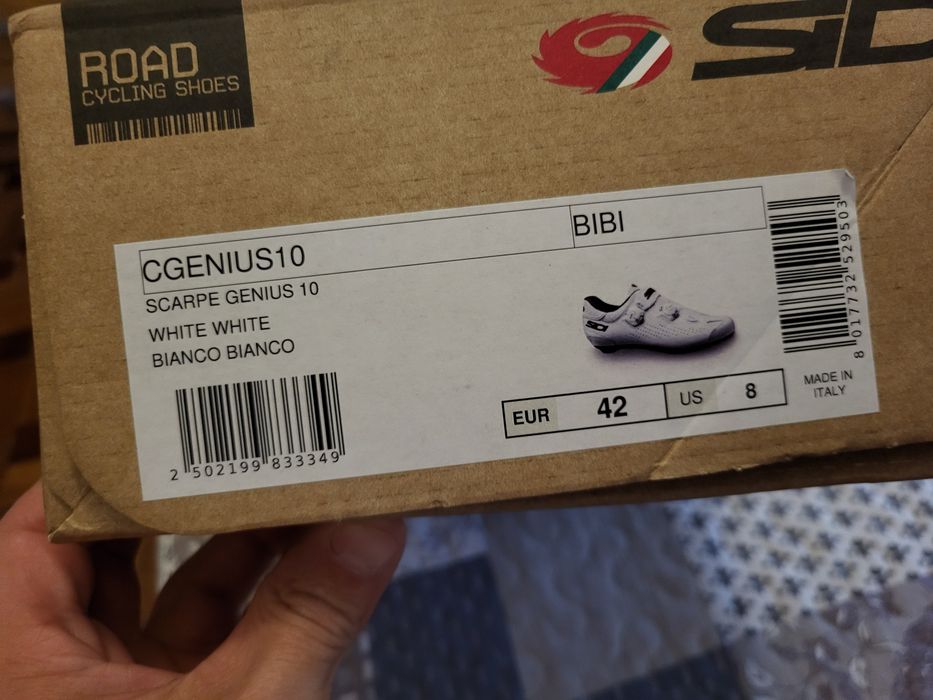 ROAD
CYCLING SHOES
SID
CGENIUS10
BIBI
SCARPE GENIUS 10
WHITE WHITE
BIANCO BIANCO
SIDI
EUR 42 US 8
MADE IN
ITALY
2 502199 833349
8 017732 529503